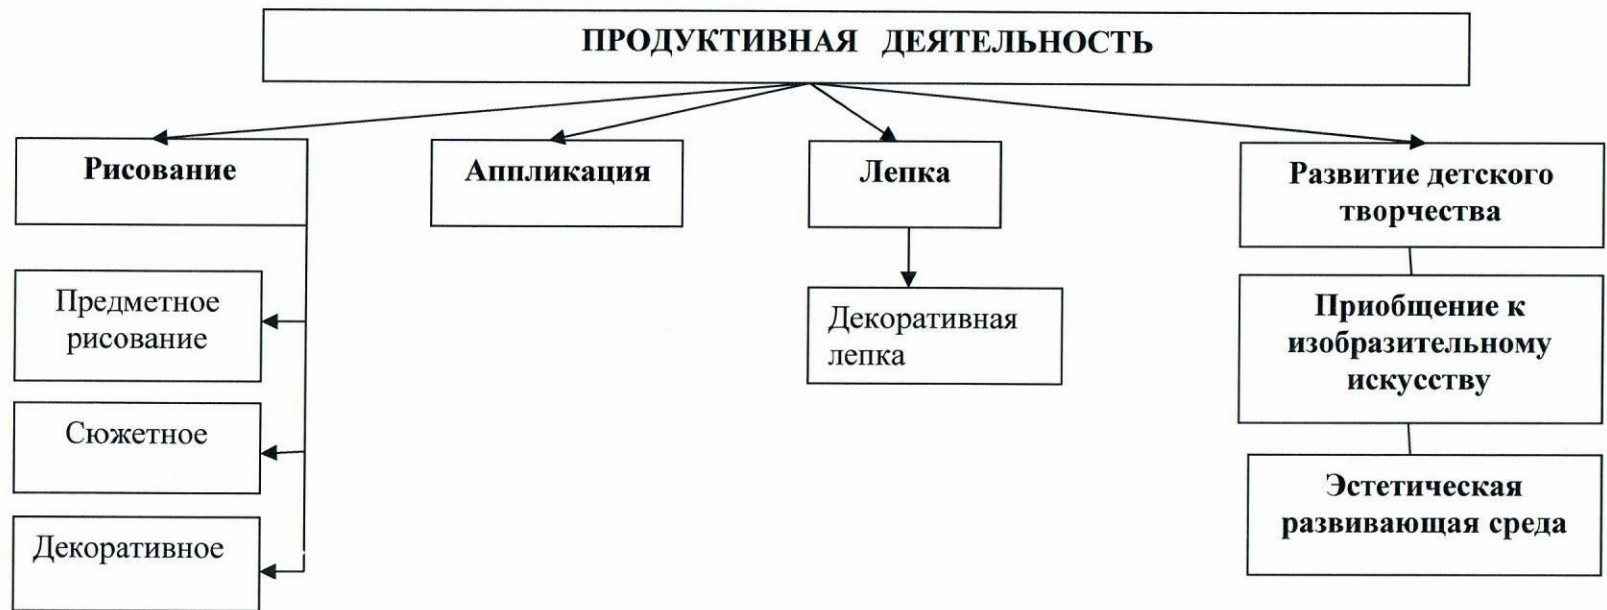 ПРОДУКТИВНАЯ ДЕЯТЕЛЬНОСТЬ
Рисование
Аппликация
Лепка
Развитие детского
творчества
Предметное
рисование
Сюжетное
Декоративное
Декоративная
лепка
Приобщение к
изобразительному
искусству
Эстетическая
развивающая среда